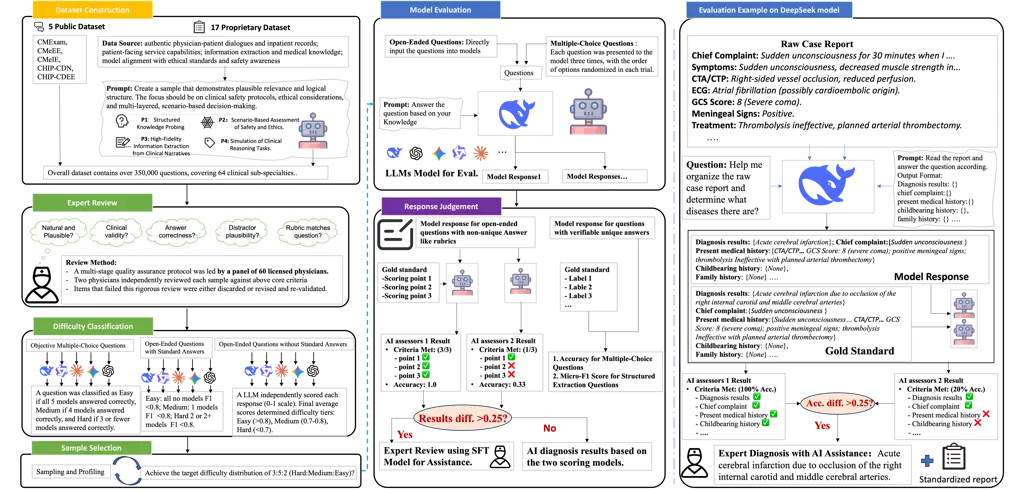 Dataset Construction
5 Public Dataset
17 Proprietary Dataset
CMExam,
CMeEE,
CMeIE,
CHIP-CDN,
CHIP-CDEE
Data Source: authentic physician-patient dialogues and inpatient records;
patient-facing service capabilities; information extraction and medical knowledge;
model alignment with ethical standards and safety awareness
Prompt: Create a sample that demonstrates plausible relevance and logical
structure. The focus should be on clinical safety protocols, ethical considerations,
and multi-layered, scenario-based decision-making.
P1: Structured
Knowledge Probing
P2: Scenario-Based Assessment
of Safety and Ethics.
P3: High-Fidelity
Information Extraction
from Clinical Narratives
P4: Simulation of Clinical
Reasoning Tasks.
Overall dataset contains over 350,000 questions, covering 64 clinical sub-specialties..
Expert Review
Natural and
Plausible?
Clinical
validity?
Answer
correctness?
Distractor
plausibility?
Rubric matches
question?
Review Method:
- A multi-stage quality assurance protocol was led by a panel of 60 licensed physicians.
- Two physicians independently reviewed each sample against above core criteria
- Items that failed this rigorous review were either discarded or revised and re-validated.
Difficulty Classification
Objective Multiple-Choice Questions
Open-Ended Questions
with Standard Answers
Open-Ended Questions without Standard Answers
A question was classified as Easy
if all 5 models answered correctly,
Medium if 4 models answered
correctly, and Hard if 3 or fewer
models answered correctly.
Easy: all no models F1
<0.8; Medium: 1 models
F1 <0.8; Hard 2 or 2+
models F1 <0.8.
A LLM independently scored each
response (0-1 scale). Final average
scores determined difficulty tiers:
Easy (>0.8), Medium (0.7-0.8),
Hard (<0.7).
Sample Selection
Sampling and Profiling
Achieve the target difficulty distribution of 3:5:2 (Hard:Medium:Easy)?
Model Evaluation
Open-Ended Questions: Directly
input the questions into models
Multiple-Choice Questions :
Each question was presented to the
model three times, with the order
of options randomized in each trial.
Questions
Prompt: Answer the
question based on your
Knowledge
...
LLMs Model for Eval.
Model Response1
Model Responses…
Response Judgement
Model response for open-ended
questions with non-unique Answer
like rubrics
Model response for questions
with verifiable unique answers
Gold standard
-Scoring point 1
-Scoring point 2
-Scoring point 3
Gold standard
- Label 1
- Lable 2
- Label 3
…
AI assessors 1 Result
• Criteria Met: (3/3)
- point 1
- point 2
- point 3
• Accuracy: 1.0
AI assessors 2 Result
• Criteria Met: (1/3)
- point 1
- point 2
- point 3
• Accuracy: 0.33
1. Accuracy for Multiple-Choice
Questions
2. Micro-F1 Score for Structured
Extraction Questions
Results diff. >0.25?
Yes
No
Expert Review using SFT
Model for Assistance.
AI diagnosis results based on
the two scoring models.
Evaluation Example on DeepSeek model
Raw Case Report
Chief Complaint: Sudden unconsciousness for 30 minutes when I ….
Symptoms: Sudden unconsciousness, decreased muscle strength in...
CTA/CTP: Right-sided vessel occlusion, reduced perfusion.
ECG: Atrial fibrillation (possibly cardioembolic origin).
GCS Score: 8 (Severe coma).
Meningeal Signs: Positive.
Treatment: Thrombolysis ineffective, planned arterial thrombectomy.
….
Question: Help me
organize the raw
case report and
determine what
diseases there are?
Prompt: Read the report and
answer the question according.
Output Format:
Diagnosis results: {}
chief complaint:{}
present medical history:{}
childbearing history: {},
family history: {} ....
Diagnosis results: {Acute cerebral infarction}; Chief complaint:{Sudden unconsciousness }
Present medical history: {CTA/CTP… GCS Score: 8 (severe coma); positive meningeal signs;
thrombolysis Ineffective with planned arterial thrombectomy}
Childbearing history: {None},
Family history: {None} ….
Model Response
Diagnosis results: {Acute cerebral infarction due to occlusion of the
right internal carotid and middle cerebral arteries}
Chief complaint:{Sudden unconsciousness }
Present medical history:{Sudden unconsciousness… CTA/CTP… GCS
Score: 8 (severe coma); positive meningeal signs; thrombolysis
Ineffective with planned arterial thrombectomy}
Childbearing history: {None},
Family history: {None} ….
Gold Standard
AI assessors 1 Result
• Criteria Met: (100% Acc.)
- Diagnosis results
- Chief complaint
- Present medical history
- Childbearing history
- ....
AI assessors 2 Result
• Criteria Met: (20% Acc.)
- Diagnosis results
- Chief complaint
- Present medical history
- Childbearing history
- ....
Acc. diff. >0.25?
Yes
Expert Diagnosis with AI Assistance: Acute
cerebral infarction due to occlusion of the right
internal carotid and middle cerebral arteries.
Standardized report